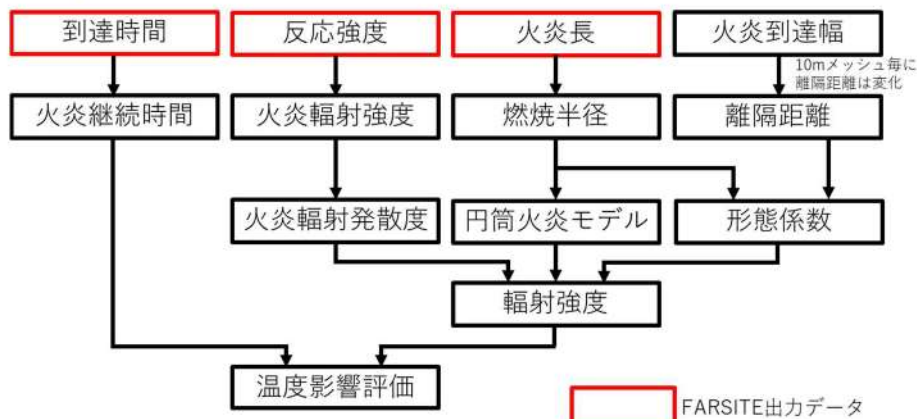 到達時間
反応強度
火炎長
火炎到達幅
10mメッシュ毎に
離隔距離は変化
火炎継続時間
火炎輻射強度
燃焼半径
離隔距離
火炎輻射発散度
円筒火炎モデル
形態係数
輻射強度
温度影響評価
FARSITE出力データ